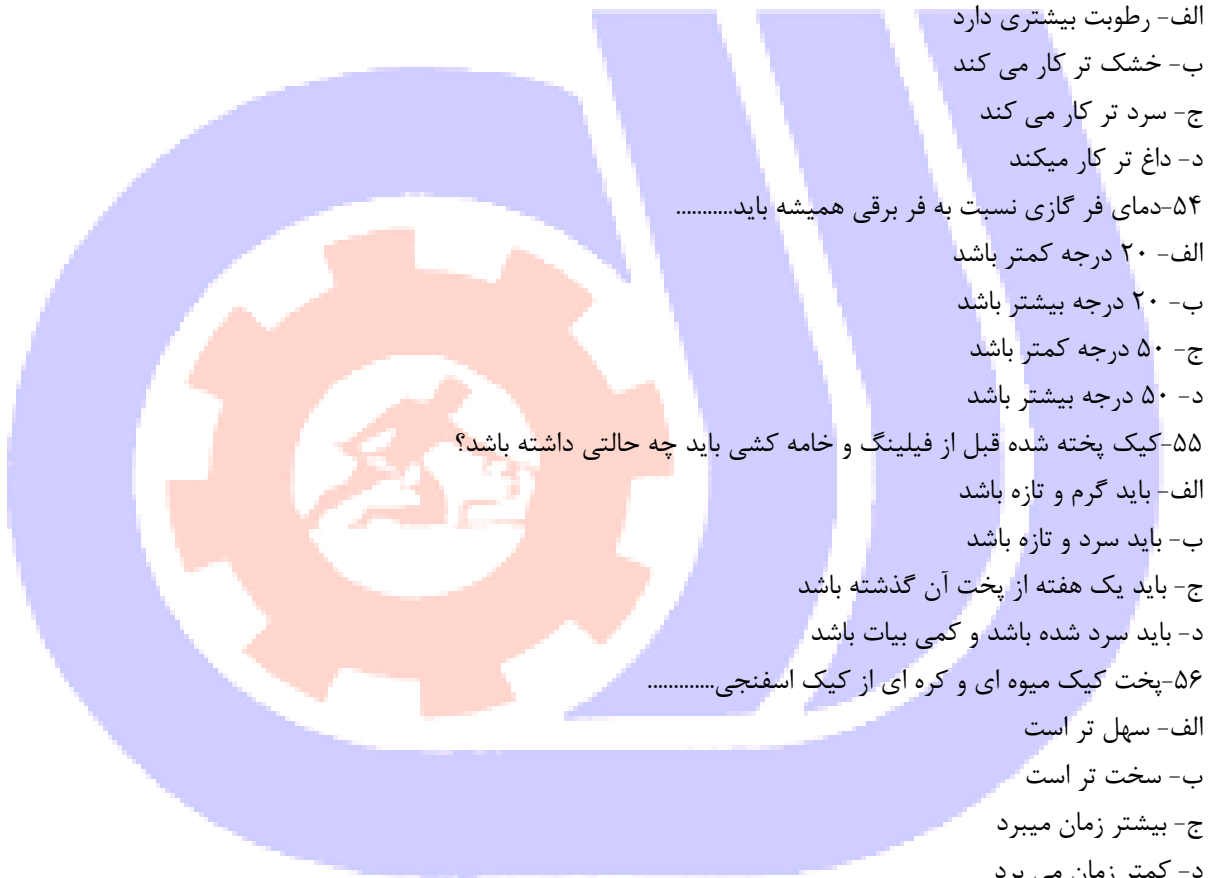 الف- رطوبت بیشتری دارد
ب- خشک تر کار می کند
ج- سرد تر کار می کند
د- داغ تر کار میکند
۵۴-دمای فر گازی نسبت به فر برقی همیشه باید...........
الف- ۲۰ درجه کمتر باشد
ب- ۲۰ درجه بیشتر باشد
ج- ۵۰ درجه کمتر باشد
د- ۵۰ درجه بیشتر باشد
۵۵-کیک پخته شده قبل از فیلینگ و خامه کشی باید چه حالتی داشته باشد؟
الف- باید گرم و تازه باشد
ب- باید سرد و تازه باشد
ج- باید یک هفته از پخت آن گذشته باشد
د- باید سرد شده باشد و کمی بیات باشد
۵۶-پخت کیک میوه ای و کره ای از کیک اسفنجی.............
الف- سهل تر است
ب- سخت تر است
ج- بیشتر زمان میبرد
د- کمتر زمان می برد